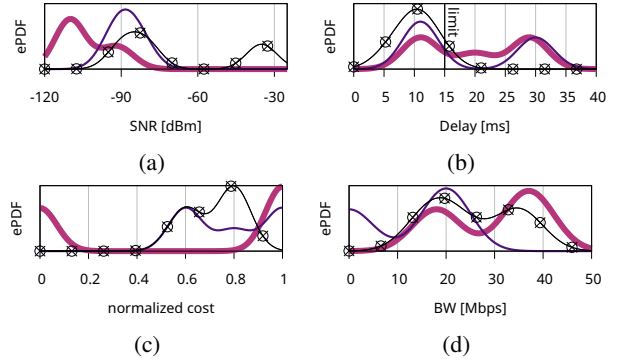 ePDF
-120 -90 -60 -30
SNR [dBm]
(a)
ePDF
limit
0 5 10 15 20 25 30 35 40
Delay [ms]
(b)
ePDF
0 0.2 0.4 0.6 0.8 1
normalized cost
(c)
ePDF
0 10 20 30 40 50
BW [Mbps]
(d)